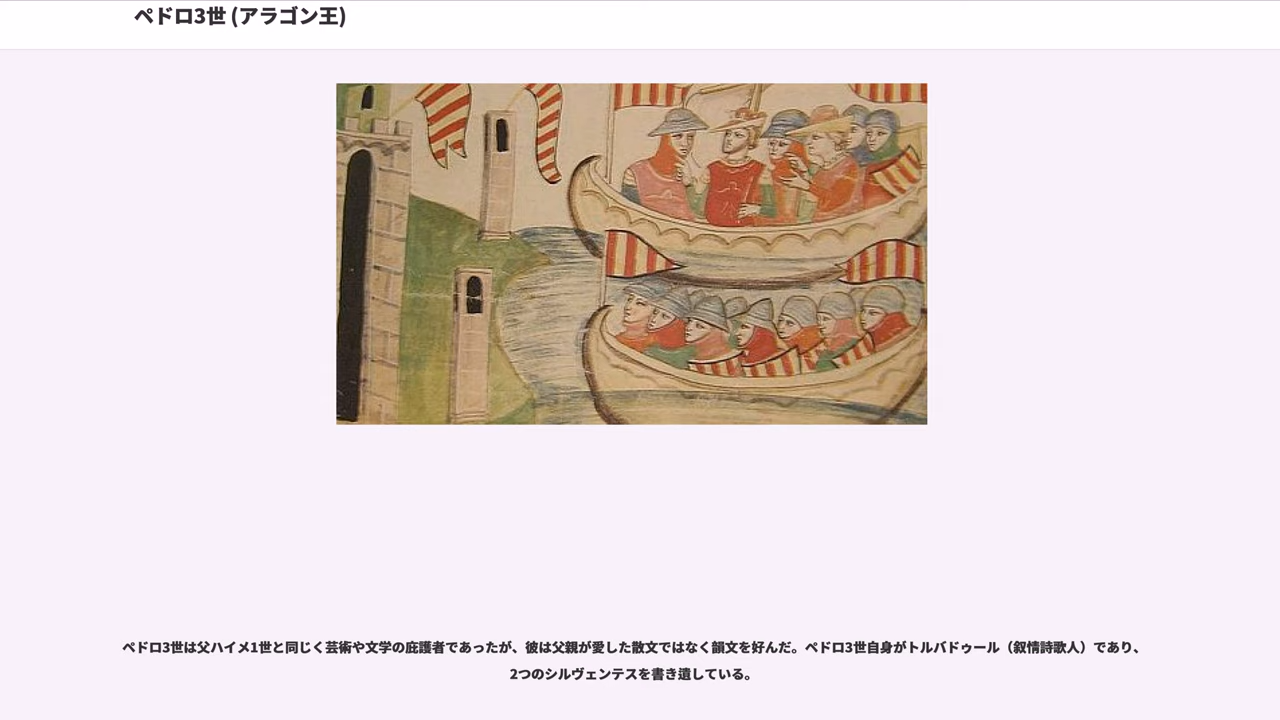 ペドロ3世 (アラゴン王)
ペドロ3世は父ハイメ1世と同じく芸術や文学の庇護者であったが、彼は父親が愛した散文ではなく韻文を好んだ。ペドロ3世自身がトルバドゥール（叙情詩歌人）であり、
2つのシルヴェンテスを書き遺している。